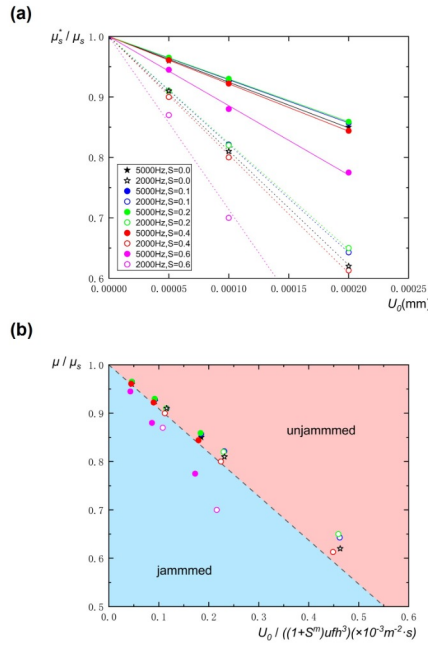 (a)
μ*s / μs
1.0
0.9
0.8
0.7
0.6
5000Hz,S=0.0
2000Hz,S=0.0
5000Hz,S=0.1
2000Hz,S=0.1
5000Hz,S=0.2
2000Hz,S=0.2
5000Hz,S=0.4
2000Hz,S=0.4
5000Hz,S=0.6
2000Hz,S=0.6
0.00000 0.00005 0.00010 0.00015 0.00020 0.00025
U0(mm)
(b)
μ / μs
1.0
0.9
0.8
0.7
0.6
0.5
unjammmed
jammmed
0.0 0.1 0.2 0.3 0.4 0.5 0.6
U0 / ((1+S^m)ufh^3)(×10^-3m^-2·s)